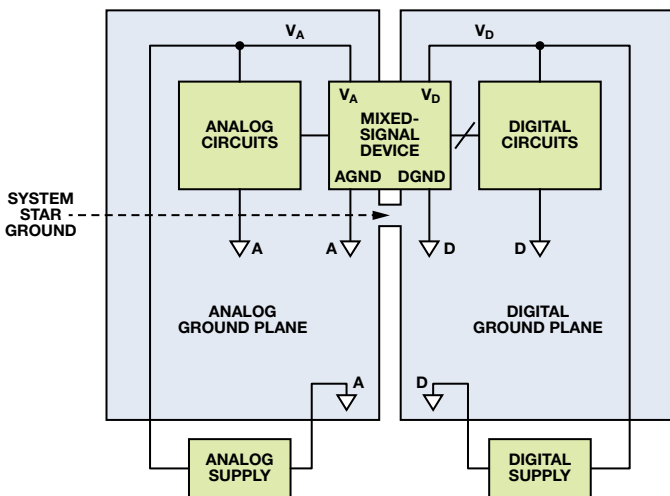 VA
VD
VA
VD
MIXED-
SIGNAL
DEVICE
AGND DGND
ANALOG
CIRCUITS
DIGITAL
CIRCUITS
SYSTEM
STAR
GROUND
A
A
D
D
ANALOG
GROUND PLANE
DIGITAL
GROUND PLANE
A
D
ANALOG
SUPPLY
DIGITAL
SUPPLY